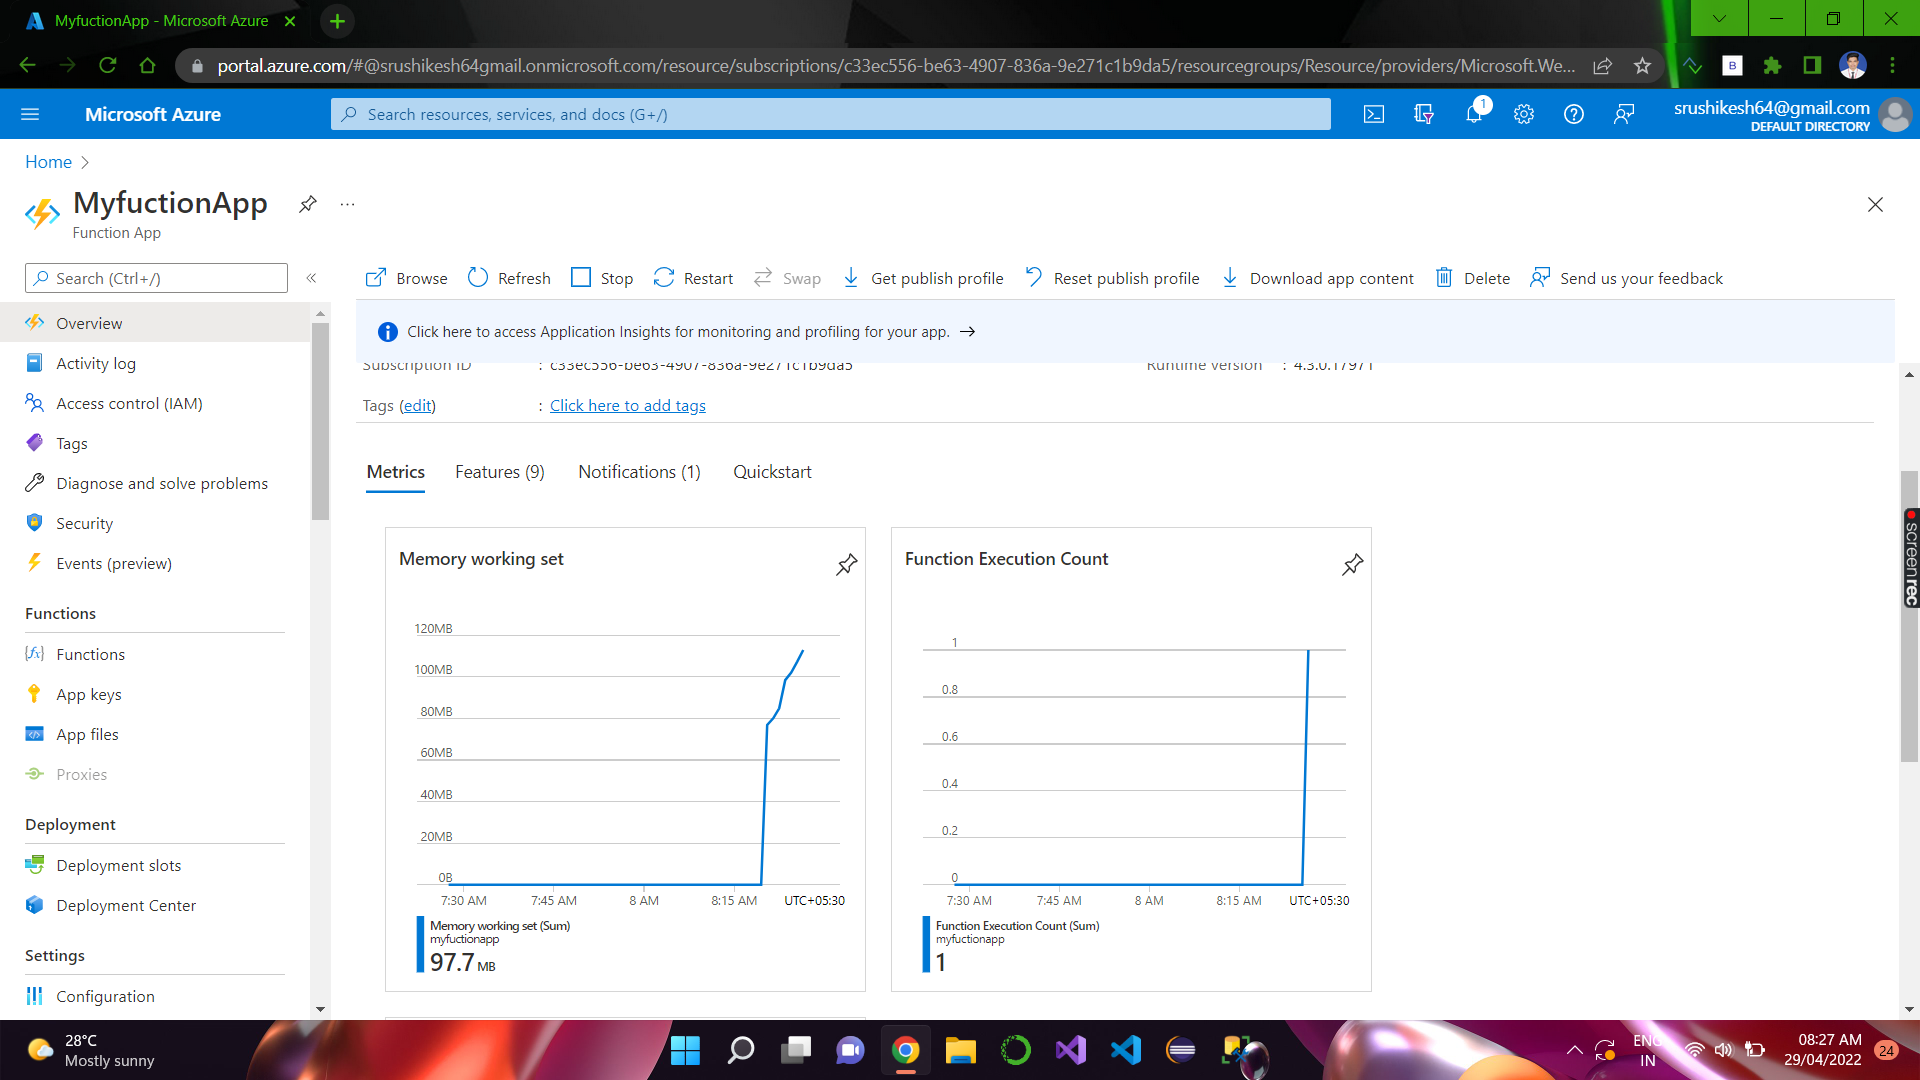 MyfuctionApp - Microsoft Azure
portal.azure.com/#@srushikesh64gmail.onmicrosoft.com/resource/subscriptions/c33ec556-be63-4907-836a-9e271c1b9da5/resourcegroups/Resource/providers/Microsoft.We...
B
Microsoft Azure
Search resources, services, and docs (G+/)
1
srushikesh64@gmail.com
DEFAULT DIRECTORY
Home
MyfuctionApp
...
Function App
Search (Ctrl+/)
«
Browse
Refresh
Stop
Restart
Swap
Get publish profile
Reset publish profile
Download app content
Delete
Send us your feedback
Click here to access Application Insights for monitoring and profiling for your app. →
Overview
Activity log
Access control (IAM)
Tags
Diagnose and solve problems
Security
Events (preview)
Functions
Functions
App keys
App files
Proxies
Deployment
Deployment slots
Deployment Center
Settings
Configuration
Subscription ID : c33ec556-be63-4907-836a-9e271c1b9da5
Runtime version : 4.3.0.17971
Tags (edit) : Click here to add tags
Metrics
Features (9)
Notifications (1)
Quickstart
Memory working set
120MB
100MB
80MB
60MB
40MB
20MB
0B
7:30 AM 7:45 AM 8 AM 8:15 AM UTC+05:30
Memory working set (Sum)
myfuctionapp
97.7 MB
Function Execution Count
1
0.8
0.6
0.4
0.2
0
7:30 AM 7:45 AM 8 AM 8:15 AM UTC+05:30
Function Execution Count (Sum)
myfuctionapp
1
screenrec
28°C
Mostly sunny
ENG
IN
08:27 AM
29/04/2022
24